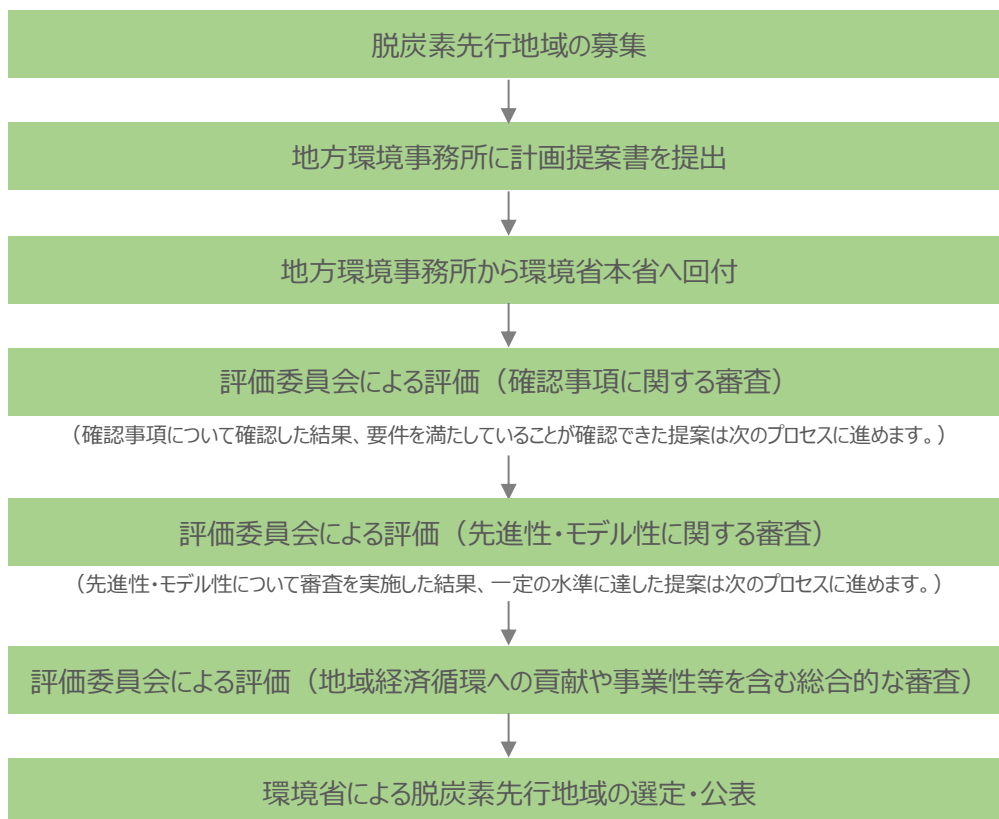 脱炭素先行地域の募集
地方環境事務所に計画提案書を提出
地方環境事務所から環境省本省へ回付
評価委員会による評価（確認事項に関する審査）
（確認事項について確認した結果、要件を満たしていることが確認できた提案は次のプロセスに進めます。）
評価委員会による評価（先進性・モデル性に関する審査）
（先進性・モデル性について審査を実施した結果、一定の水準に達した提案は次のプロセスに進めます。）
評価委員会による評価（地域経済循環への貢献や事業性等を含む総合的な審査）
環境省による脱炭素先行地域の選定・公表